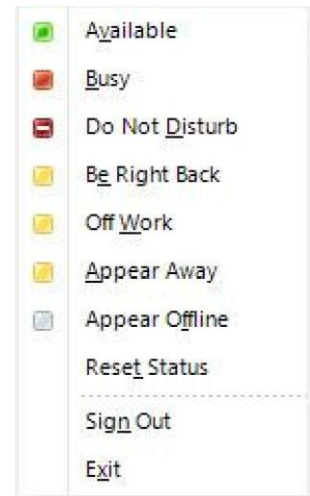 Available
Busy
Do Not Disturb
Be Right Back
Off Work
Appear Away
Appear Offline
Reset Status
Sign Out
Exit